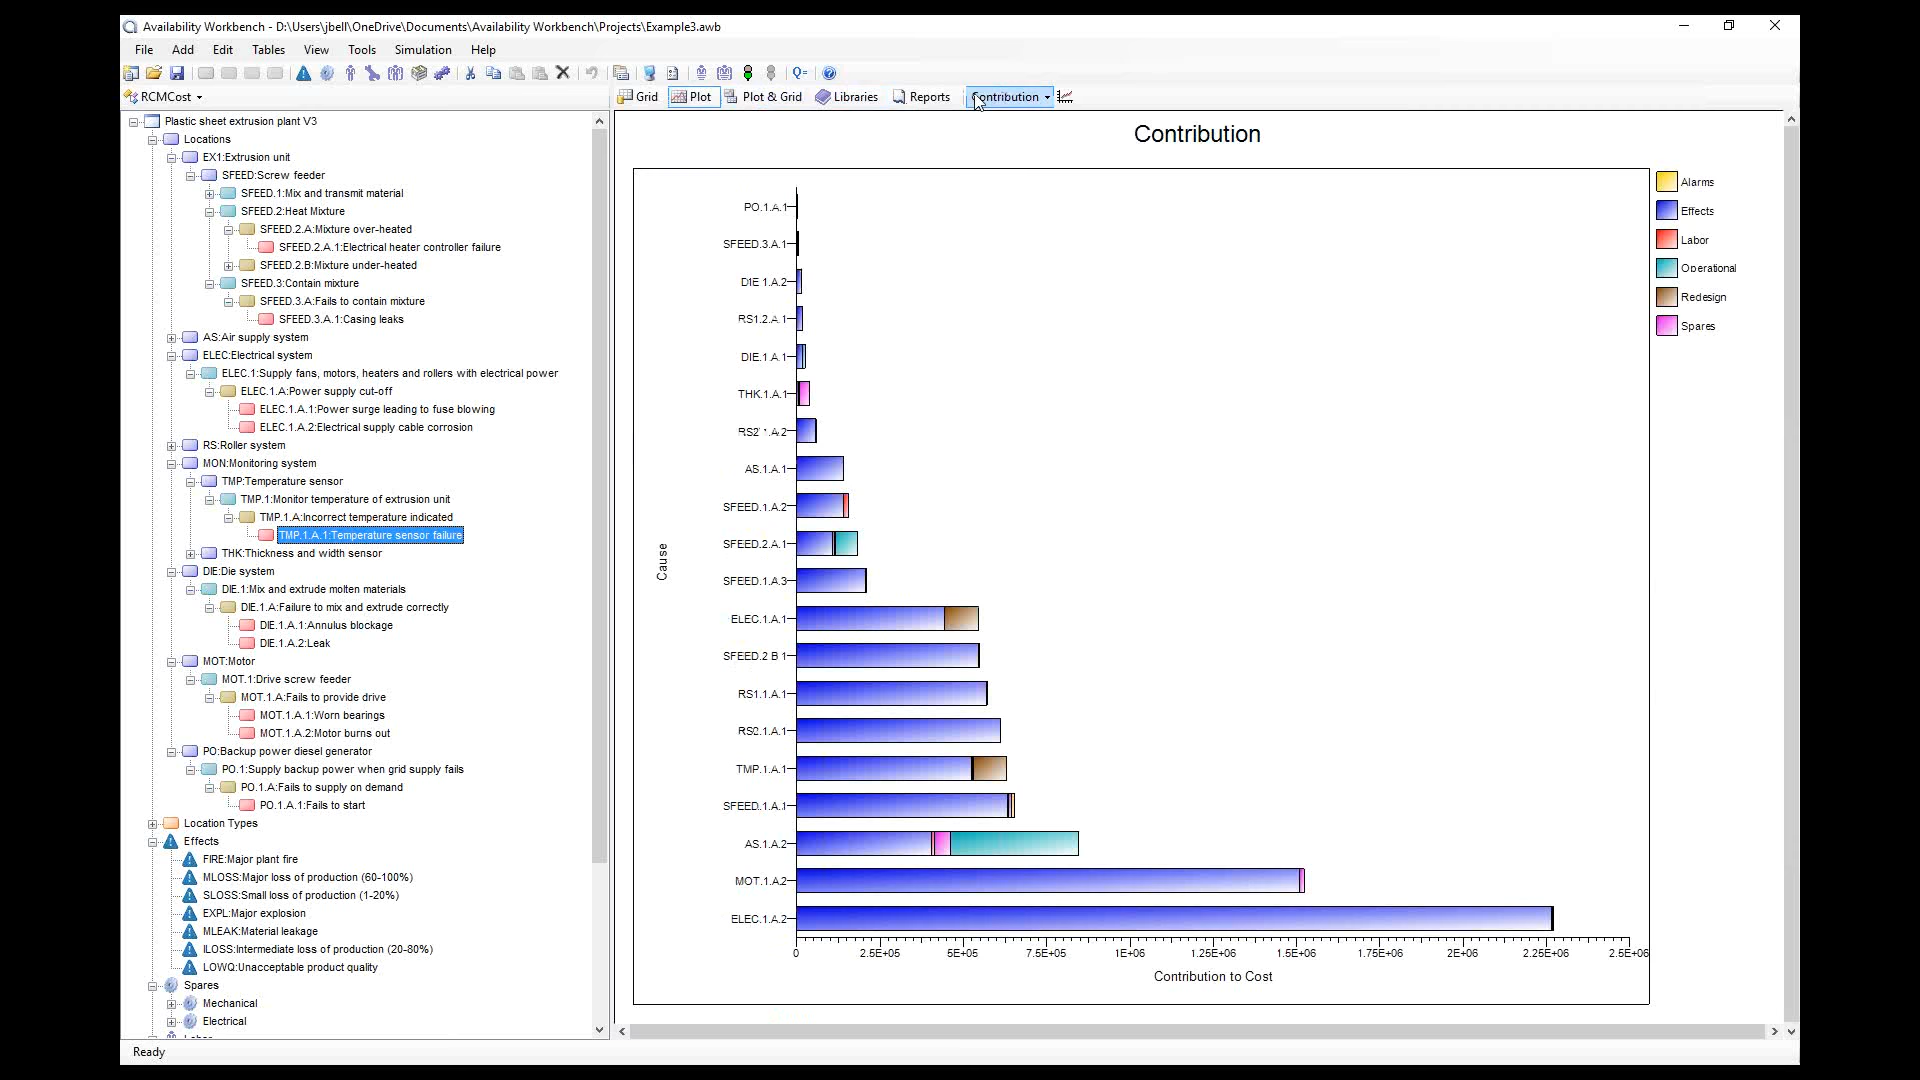 Availability Workbench - D:\Users\jbell\OneDrive\Documents\Availability Workbench\Projects\Example3.awb
File Add Edit Tables View Tools Simulation Help
RCMCost
Grid Plot Plot & Grid Libraries Reports Contribution
Plastic sheet extrusion plant V3
Locations
EX1:Extrusion unit
SFEED:Screw feeder
SFEED.1:Mix and transmit material
SFEED.2:Heat Mixture
SFEED.2.A:Mixture over-heated
SFEED.2.A.1:Electrical heater controller failure
SFEED.2.B:Mixture under-heated
SFEED.3:Contain mixture
SFEED.3.A:Fails to contain mixture
SFEED.3.A.1:Casing leaks
AS:Air supply system
ELEC:Electrical system
ELEC.1:Supply fans, motors, heaters and rollers with electrical power
ELEC.1.A:Power supply cut-off
ELEC.1.A.1:Power surge leading to fuse blowing
ELEC.1.A.2:Electrical supply cable corrosion
RS:Roller system
MON:Monitoring system
TMP:Temperature sensor
TMP.1:Monitor temperature of extrusion unit
TMP.1.A:Incorrect temperature indicated
TMP.1.A.1:Temperature sensor failure
THK:Thickness and width sensor
DIE:Die system
DIE.1:Mix and extrude molten materials
DIE.1.A:Failure to mix and extrude correctly
DIE.1.A.1:Annulus blockage
DIE.1.A.2:Leak
MOT:Motor
MOT.1:Drive screw feeder
MOT.1.A:Fails to provide drive
MOT.1.A.1:Worn bearings
MOT.1.A.2:Motor burns out
PO:Backup power diesel generator
PO.1:Supply backup power when grid supply fails
PO.1.A:Fails to supply on demand
PO.1.A.1:Fails to start
Location Types
Effects
FIRE:Major plant fire
MLOSS:Major loss of production (60-100%)
SLOSS:Small loss of production (1-20%)
EXPL:Major explosion
MLEAK:Material leakage
ILOSS:Intermediate loss of production (20-80%)
LOWQ:Unacceptable product quality
Spares
Mechanical
Electrical
Contribution
Cause
PO.1.A.1
SFEED.3.A.1
DIE.1.A.2
RS1.2.A.1
DIE.1.A.1
THK.1.A.1
RS2.1.A.2
AS.1.A.1
SFEED.1.A.2
SFEED.2.A.1
SFEED.1.A.3
ELEC.1.A.1
SFEED.2.B.1
RS1.1.A.1
RS2.1.A.1
TMP.1.A.1
SFEED.1.A.1
AS.1.A.2
MOT.1.A.2
ELEC.1.A.2
0 2.5E+05 5E+05 7.5E+05 1E+06 1.25E+06 1.5E+06 1.75E+06 2E+06 2.25E+06 2.5E+06
Contribution to Cost
Alarms
Effects
Labor
Operational
Redesign
Spares
Ready